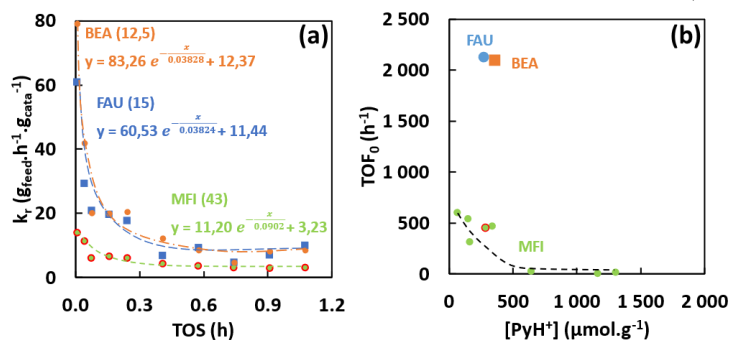 (a)
BEA (12,5)
y = 83,26 e^{-x/0.03828} + 12,37
FAU (15)
y = 60,53 e^{-x/0,03824} + 11,44
MFI (43)
y = 11,20 e^{-x/0.0902} + 3,23
k_r (g_feed.h^-1.g_cata^-1)
80
60
40
20
0
0.0 0.3 0.6 0.9 1.2
TOS (h)
(b)
FAU
BEA
MFI
TOF_0 (h^-1)
2 500
2 000
1 500
1 000
500
0
0 500 1 000 1 500 2 000
[PyH^+] (μmol.g^-1)